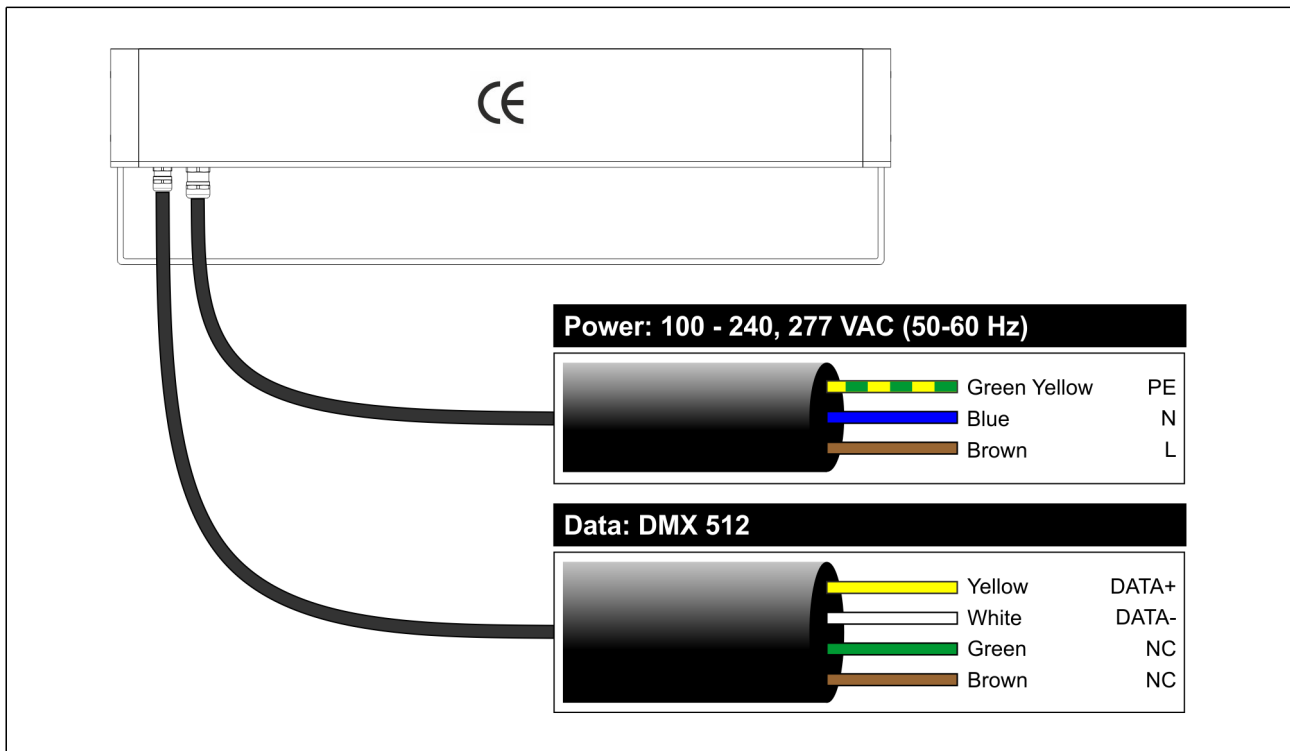 CE
Power: 100 - 240, 277 VAC (50-60 Hz)
Green Yellow PE
Blue N
Brown L
Data: DMX 512
Yellow DATA+
White DATA-
Green NC
Brown NC